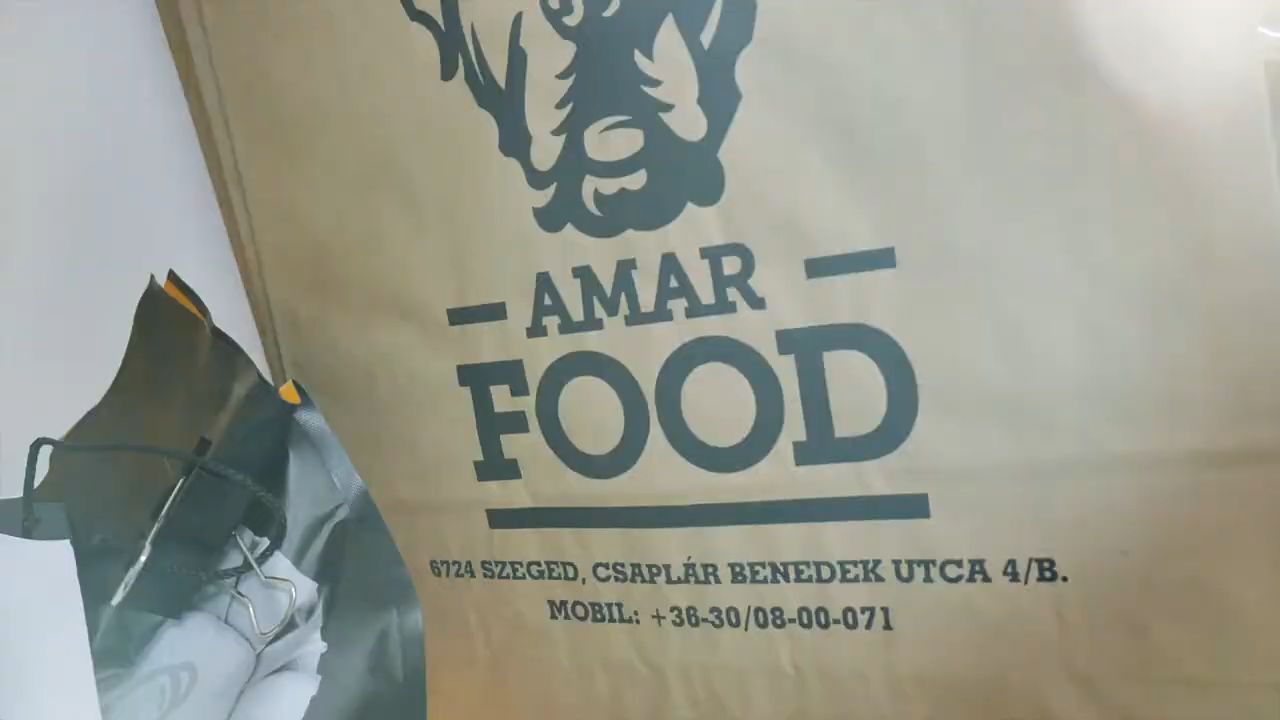 AMAR
FOOD
6724 SZEGED, CSAPLÁR BENEDEK UTCA 4/B.
MOBIL: +36-30/08-00-071